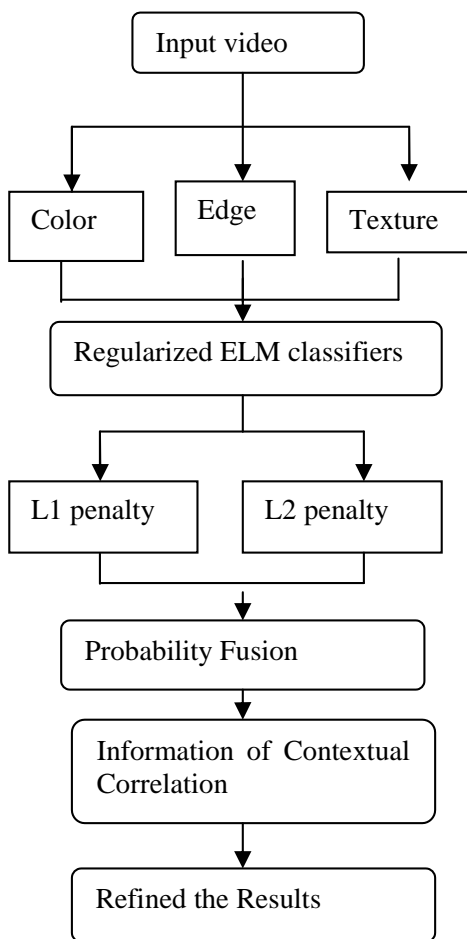 Input video
Color
Edge
Texture
Regularized ELM classifiers
L1 penalty
L2 penalty
Probability Fusion
Information of Contextual
Correlation
Refined the Results